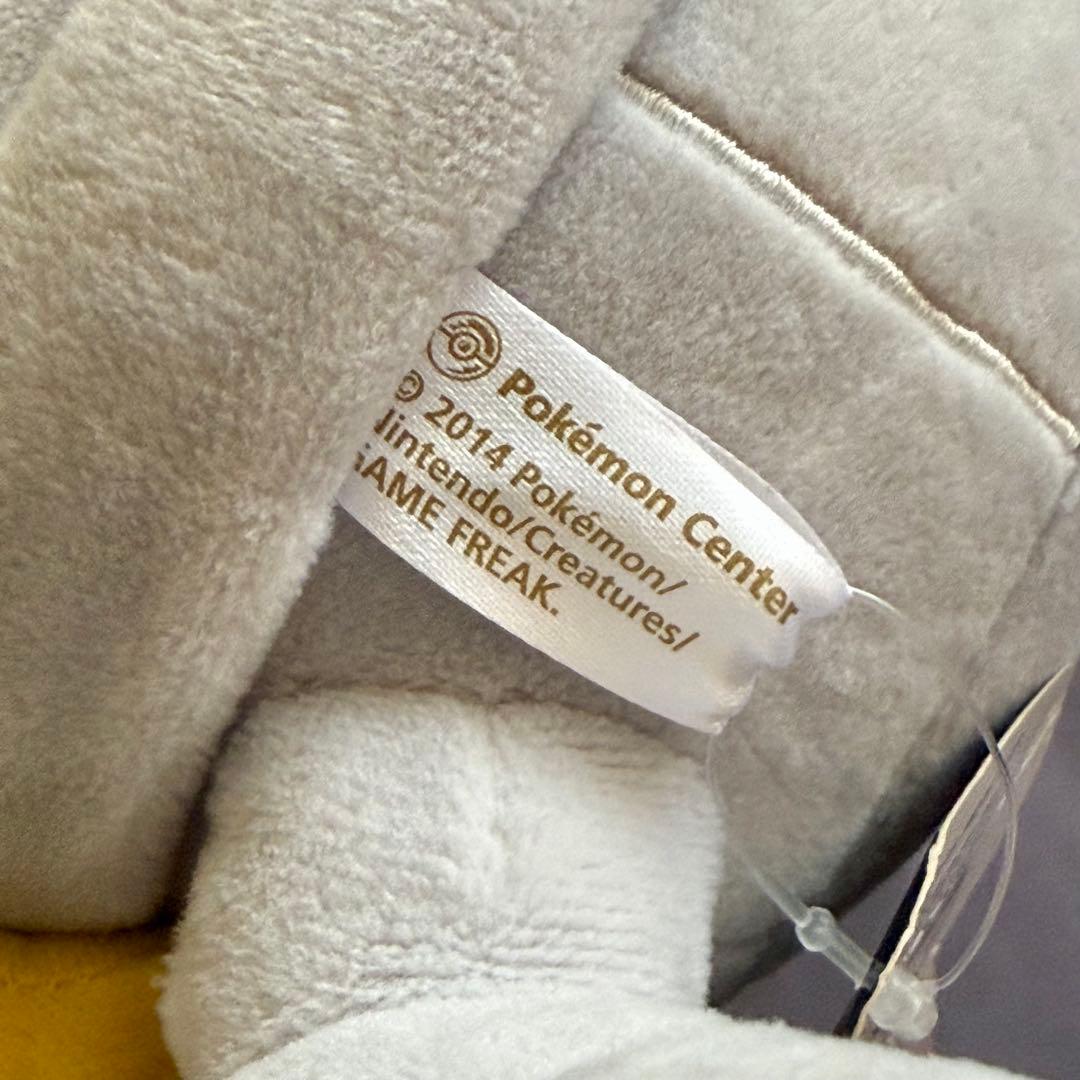 Pokémon Center
© 2014 Pokémon/
Nintendo/Creatures/
GAME FREAK.